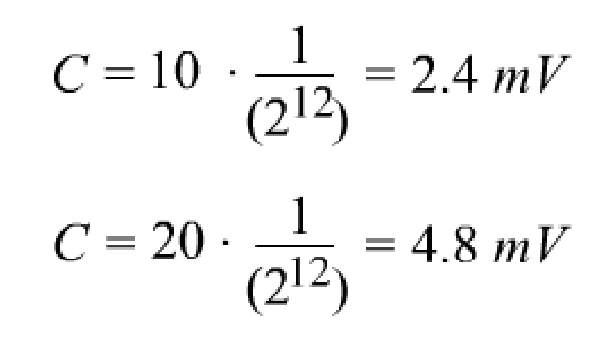 C = 10 · 1/(2^12) = 2.4 mV
C = 20 · 1/(2^12) = 4.8 mV